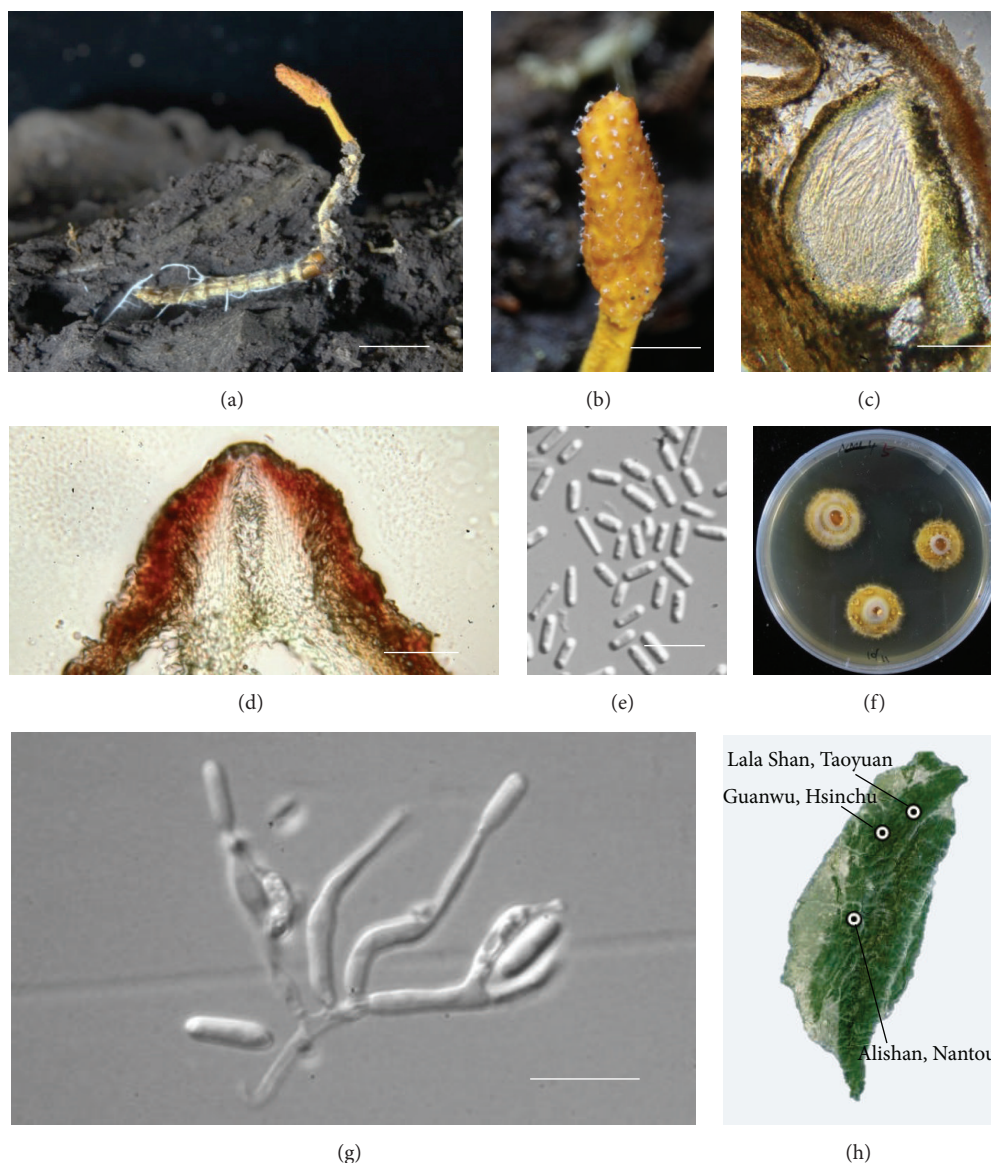 (a)
(b)
(c)
(d)
(e)
(f)
Lala Shan, Taoyuan
Guanwu, Hsinchu
Alishan, Nantou
(g)
(h)